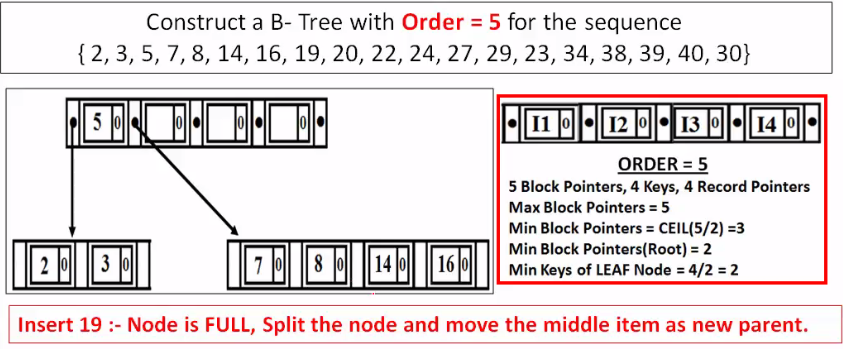 Construct a B- Tree with Order = 5 for the sequence
{ 2, 3, 5, 7, 8, 14, 16, 19, 20, 22, 24, 27, 29, 23, 34, 38, 39, 40, 30}
5 0 0 0 0
2 0 3 0
7 0 8 0 14 0 16 0
I1 0 I2 0 I3 0 I4 0
ORDER = 5
5 Block Pointers, 4 Keys, 4 Record Pointers
Max Block Pointers = 5
Min Block Pointers = CEIL(5/2) =3
Min Block Pointers(Root) = 2
Min Keys of LEAF Node = 4/2 = 2
Insert 19 :- Node is FULL, Split the node and move the middle item as new parent.